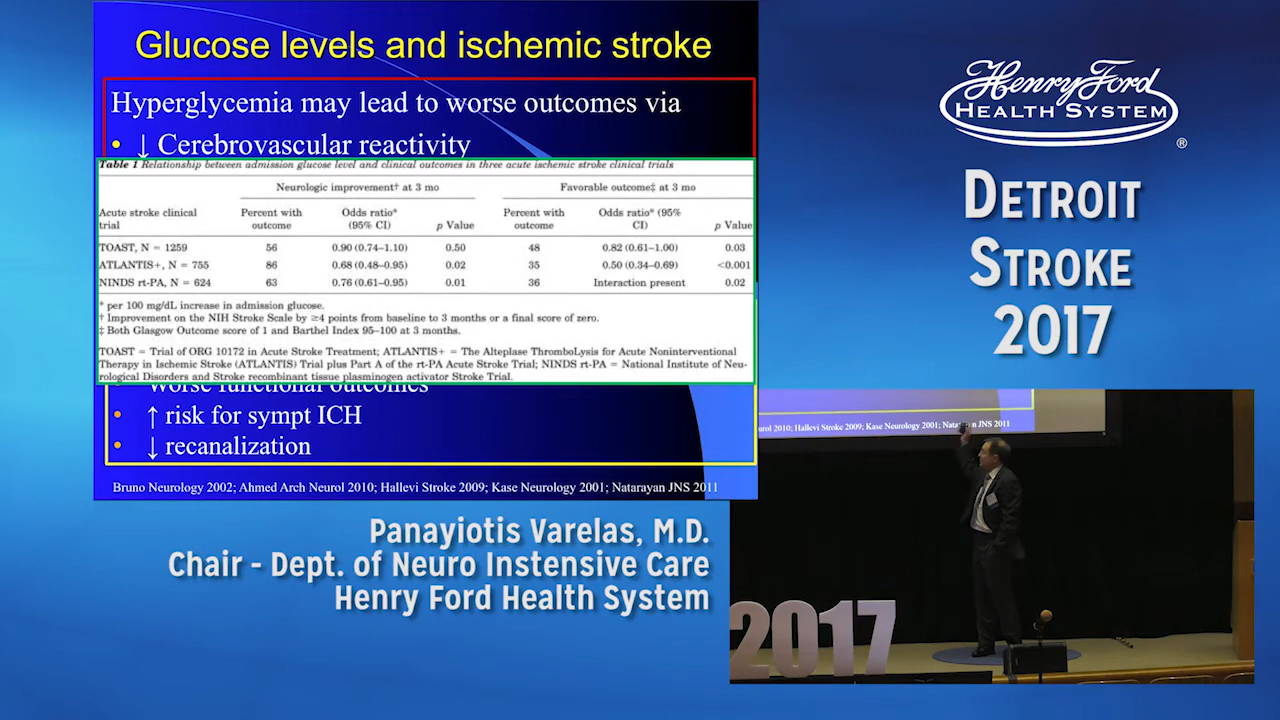 Glucose levels and ischemic stroke
Hyperglycemia may lead to worse outcomes via
• ↓ Cerebrovascular reactivity
Table 1 Relationship between admission glucose level and clinical outcomes in three acute ischemic stroke clinical trials
Neurologic improvement† at 3 mo Favorable outcome‡ at 3 mo
Acute stroke clinical trial Percent with outcome Odds ratio* (95% CI) p Value Percent with outcome Odds ratio* (95% CI) p Value
TOAST, N = 1259 56 0.90 (0.74–1.10) 0.50 48 0.82 (0.61–1.00) 0.03
ATLANTIS+, N = 755 86 0.68 (0.48–0.95) 0.02 35 0.50 (0.34–0.69) <0.001
NINDS rt-PA, N = 624 63 0.76 (0.61–0.95) 0.01 36 Interaction present 0.02
* per 100 mg/dL increase in admission glucose.
† Improvement on the NIH Stroke Scale by ≥4 points from baseline to 3 months or a final score of zero.
‡ Both Glasgow Outcome score of 1 and Barthel Index 95–100 at 3 months.
TOAST = Trial of ORG 10172 in Acute Stroke Treatment; ATLANTIS+ = The Alteplase ThromboLysis for Acute Noninterventional
Therapy in Ischemic Stroke (ATLANTIS) Trial plus Part A of the rt-PA Acute Stroke Trial; NINDS rt-PA = National Institute of Neu-
rological Disorders and Stroke recombinant tissue plasminogen activator Stroke Trial.
worse functional outcomes
• ↑ risk for sympt ICH
• ↓ recanalization
Bruno Neurology 2002; Ahmed Arch Neurol 2010; Hallevi Stroke 2009; Kase Neurology 2001; Natarayan JNS 2011
Henry Ford
HEALTH SYSTEM
®
DETROIT
STROKE
2017
Panayiotis Varelas, M.D.
Chair - Dept. of Neuro Instensive Care
Henry Ford Health System
2010; Hallevi Stroke 2009; Kase Neurology 2001; JNS 2011
2017